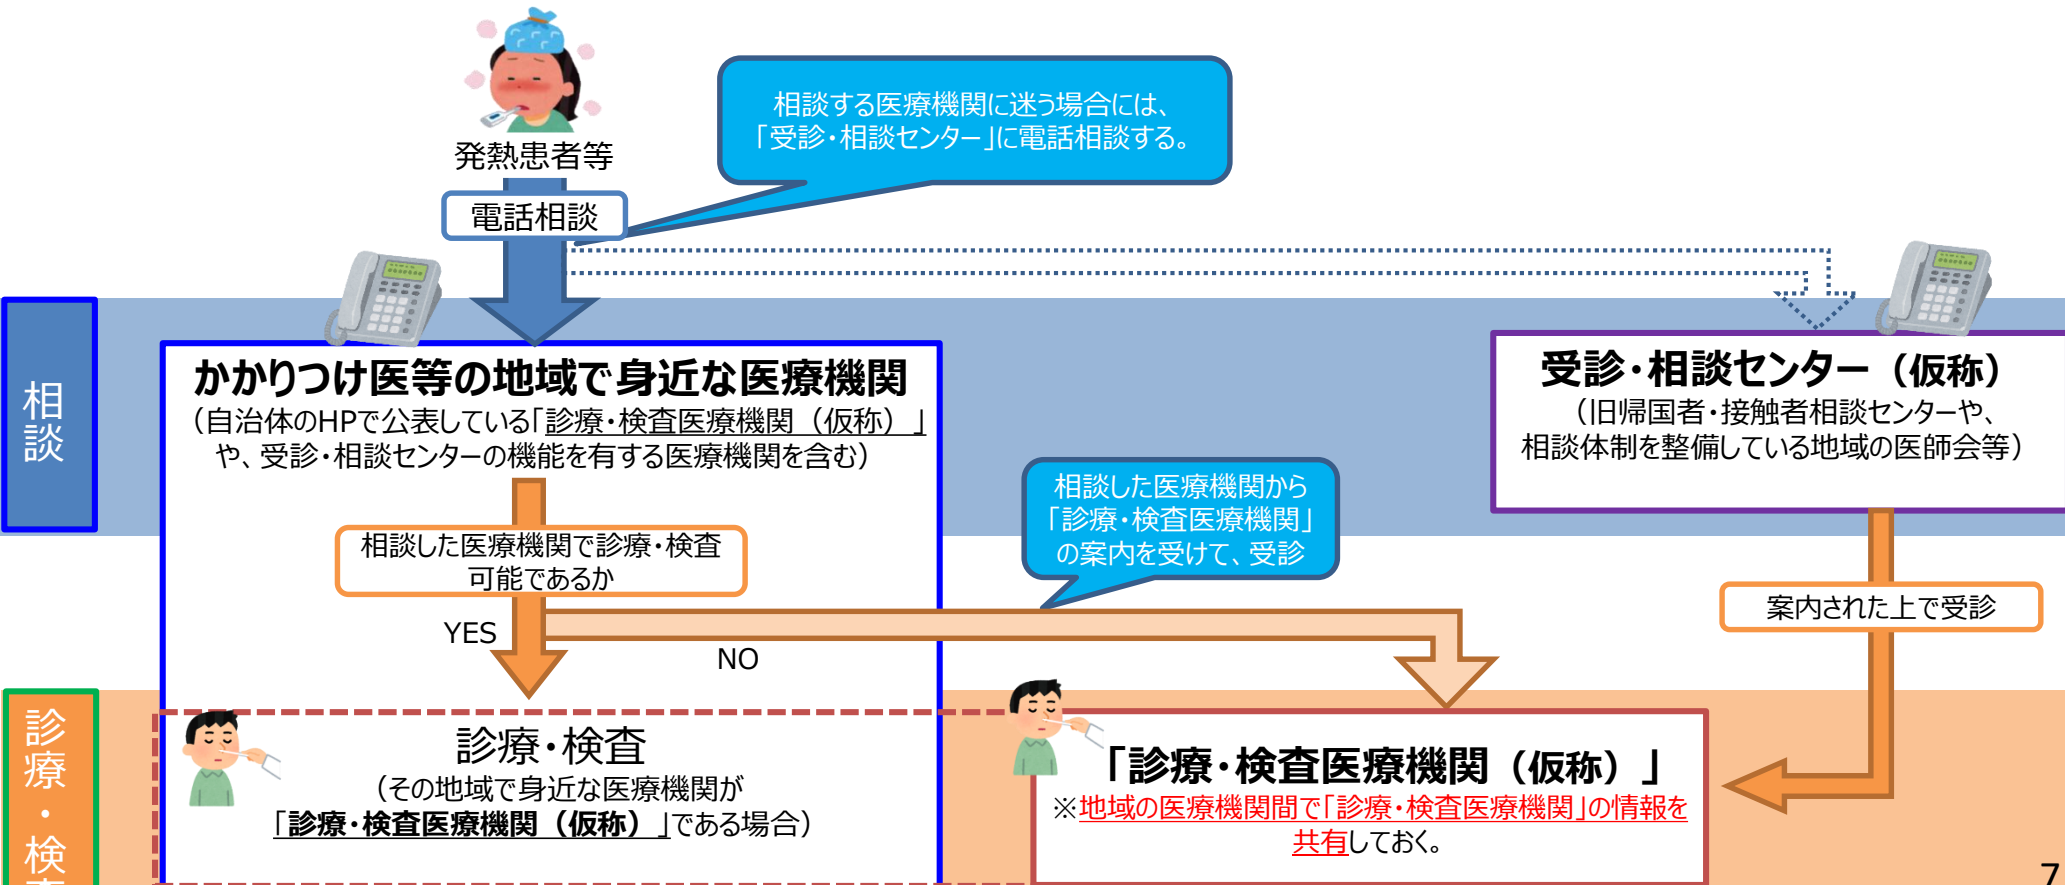 発熱患者等
相談する医療機関に迷う場合には、
「受診・相談センター」に電話相談する。
電話相談
相談
かかりつけ医等の地域で身近な医療機関
（自治体のHPで公表している「診療・検査医療機関（仮称）」
や、受診・相談センターの機能を有する医療機関を含む）
受診・相談センター（仮称）
（旧帰国者・接触者相談センターや、
相談体制を整備している地域の医師会等）
相談した医療機関から
「診療・検査医療機関」
の案内を受けて、受診
相談した医療機関で診療・検査
可能であるか
案内された上で受診
YES
NO
診療・検査
診療・検査
（その地域で身近な医療機関が
「診療・検査医療機関（仮称）」である場合）
「診療・検査医療機関（仮称）」
※地域の医療機関間で「診療・検査医療機関」の情報を
共有しておく。
7